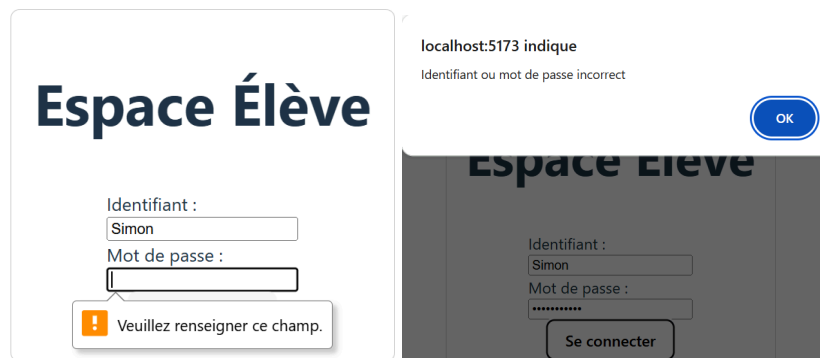 Espace Élève
Identifiant :
Simon
Mot de passe :
Veuillez renseigner ce champ.
localhost:5173 indique
Identifiant ou mot de passe incorrect
OK
Espace Élève
Identifiant :
Simon
Mot de passe :
•••••••••••
Se connecter